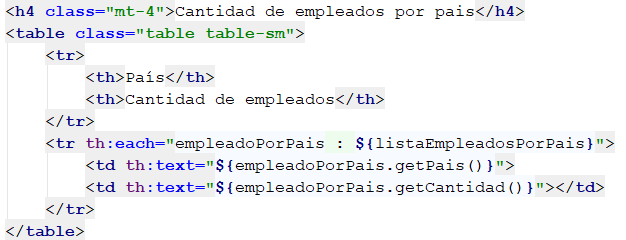 <h4 class="mt-4">Cantidad de empleados por pais</h4>
<table class="table table-sm">
    <tr>
        <th>País</th>
        <th>Cantidad de empleados</th>
    </tr>
    <tr th:each="empleadoPorPais : ${listaEmpleadosPorPais}">
        <td th:text="${empleadoPorPais.getPais()}">
        <td th:text="${empleadoPorPais.getCantidad()}"></td>
    </tr>
</table>